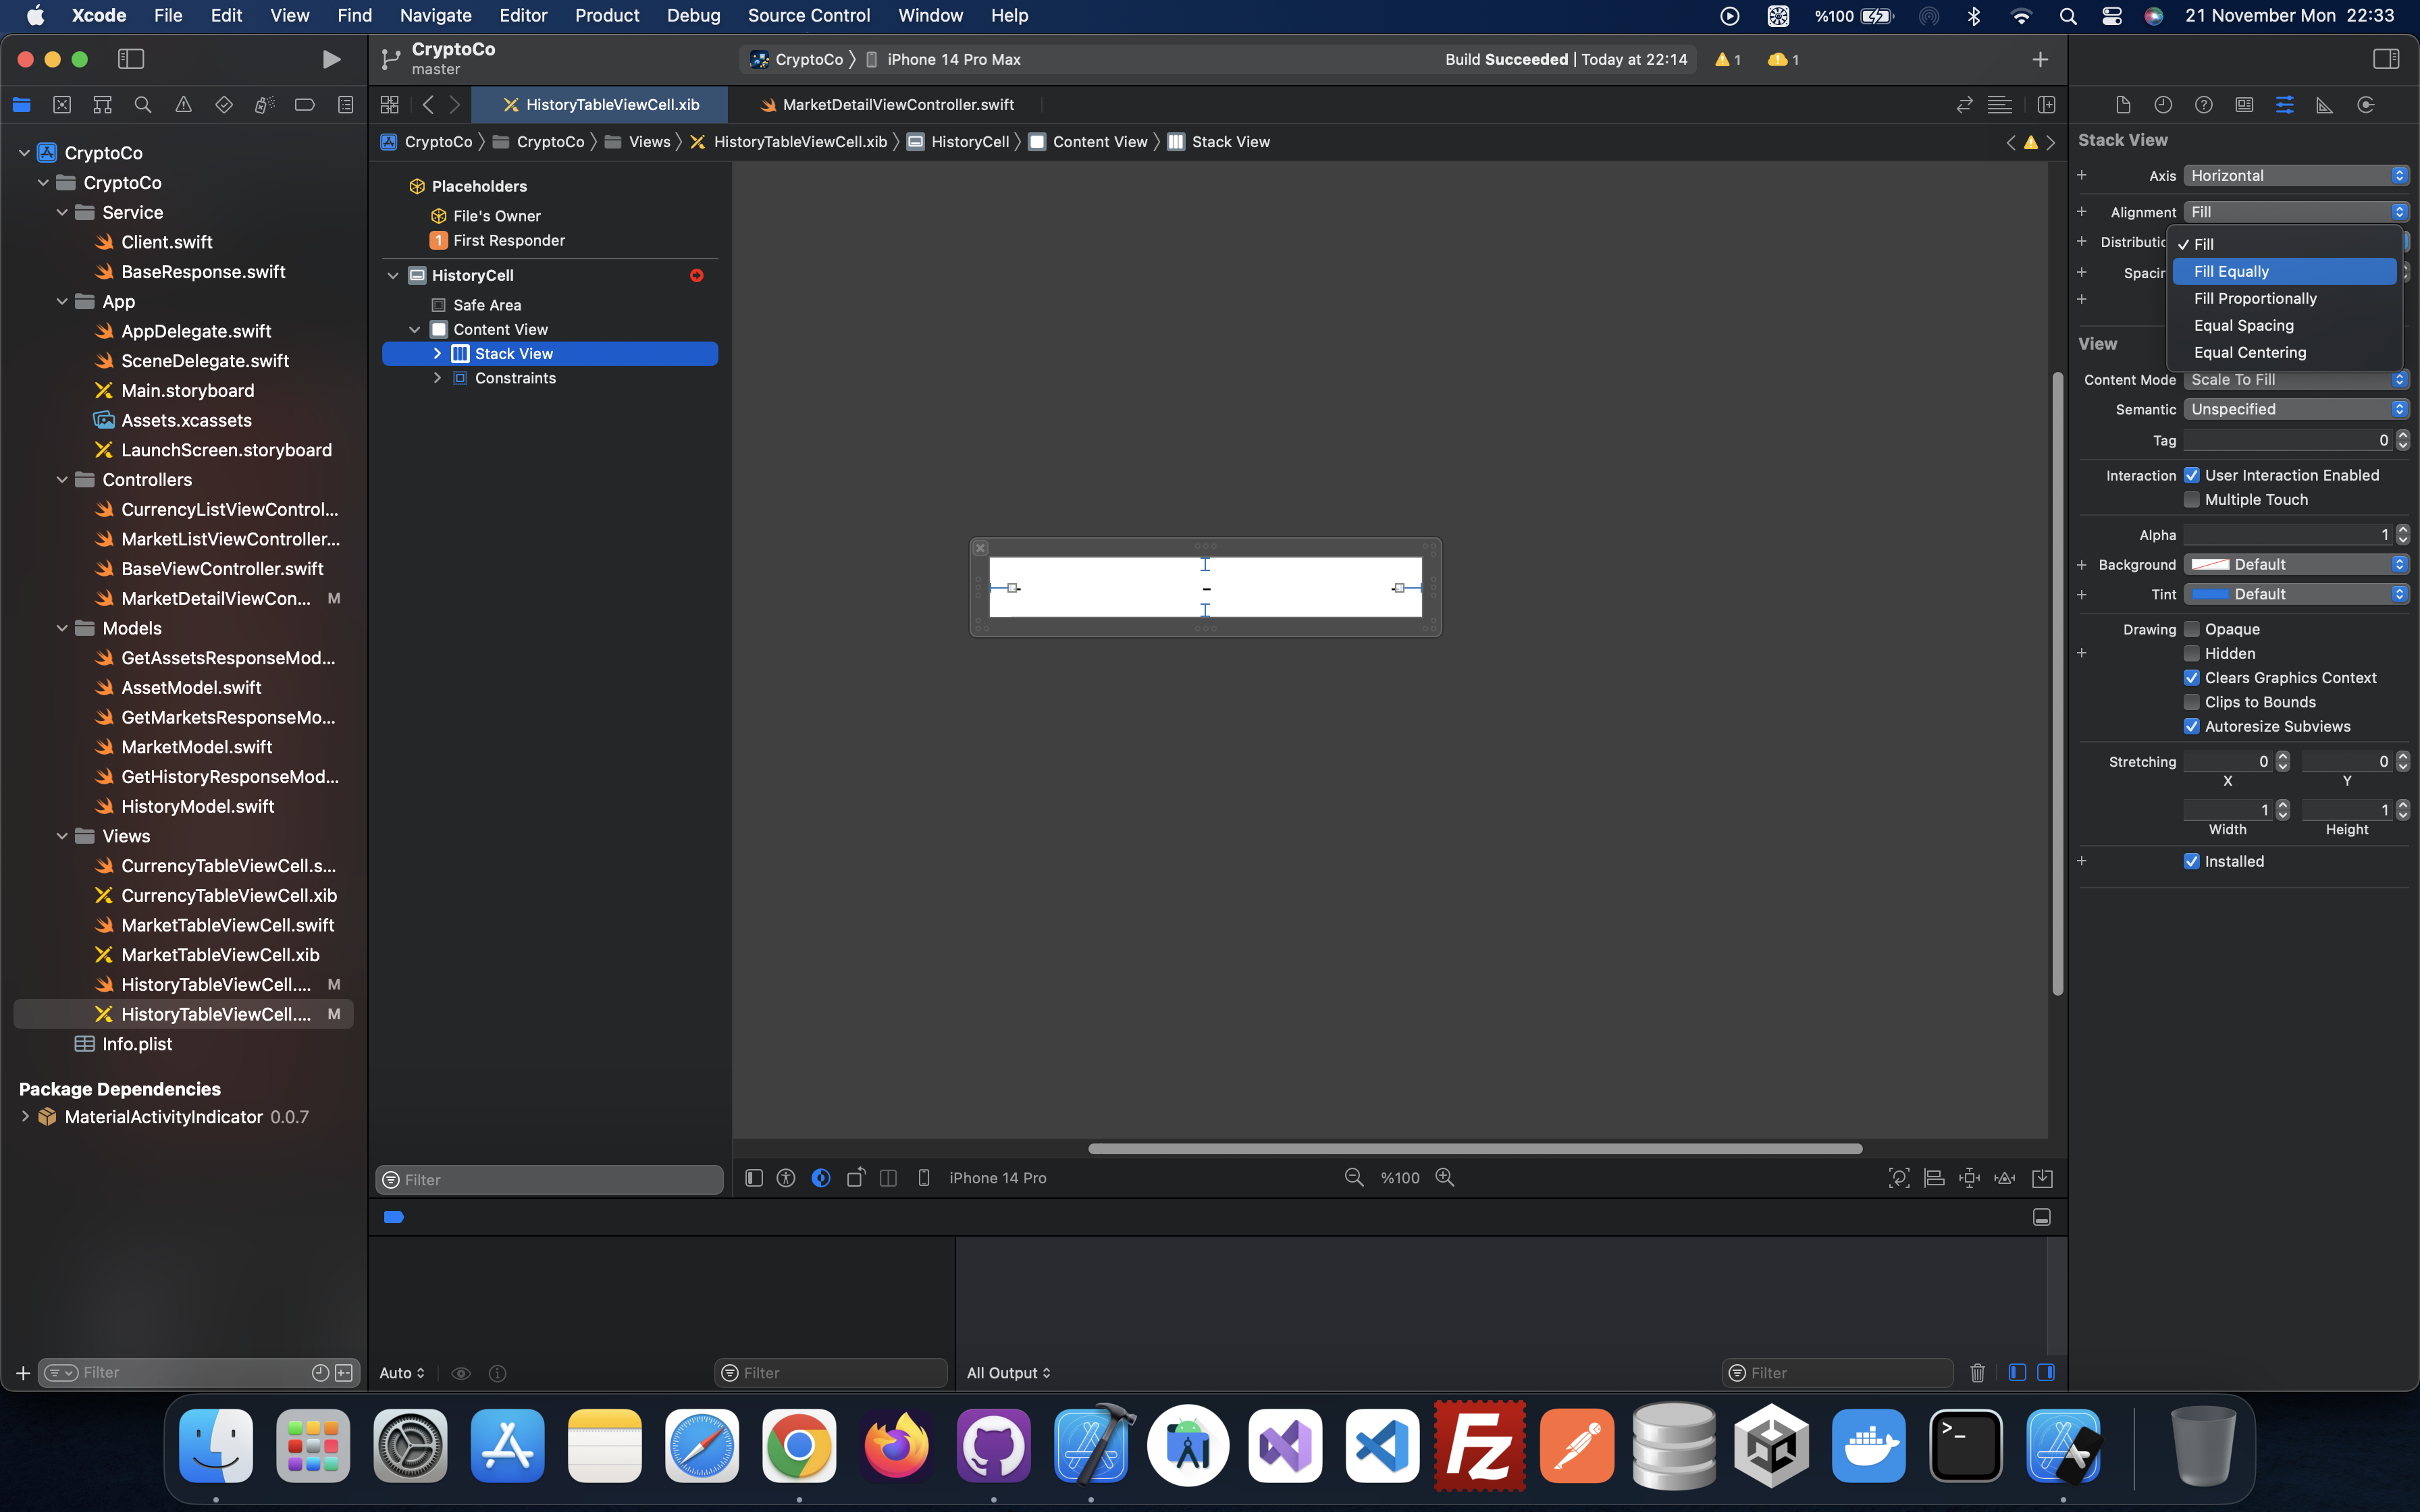 Xcode File Edit View Find Navigate Editor Product Debug Source Control Window Help %100 21 November Mon 22:33
CryptoCo
master
CryptoCo iPhone 14 Pro Max
Build Succeeded | Today at 22:14 1 1
HistoryTableViewCell.xib
MarketDetailViewController.swift
CryptoCo CryptoCo Views HistoryTableViewCell.xib HistoryCell Content View Stack View
CryptoCo
CryptoCo
Service
Client.swift
BaseResponse.swift
App
AppDelegate.swift
SceneDelegate.swift
Main.storyboard
Assets.xcassets
LaunchScreen.storyboard
Controllers
CurrencyListViewControl...
MarketListViewController...
BaseViewController.swift
MarketDetailViewCon... M
Models
GetAssetsResponseMod...
AssetModel.swift
GetMarketsResponseMo...
MarketModel.swift
GetHistoryResponseMod...
HistoryModel.swift
Views
CurrencyTableViewCell.s...
CurrencyTableViewCell.xib
MarketTableViewCell.swift
MarketTableViewCell.xib
HistoryTableViewCell.... M
HistoryTableViewCell.... M
Info.plist
Package Dependencies
MaterialActivityIndicator 0.0.7
Filter
Placeholders
File's Owner
1 First Responder
HistoryCell
Safe Area
Content View
Stack View
Constraints
Filter
-
-
-
iPhone 14 Pro
%100
Auto
Filter
All Output
Filter
Stack View
Axis Horizontal
Alignment Fill
Distributio
Spacin
Fill
Fill Equally
Fill Proportionally
Equal Spacing
Equal Centering
View
Content Mode Scale To Fill
Semantic Unspecified
Tag 0
Interaction User Interaction Enabled
Multiple Touch
Alpha 1
Background Default
Tint Default
Drawing Opaque
Hidden
Clears Graphics Context
Clips to Bounds
Autoresize Subviews
Stretching 0 0
X Y
1 1
Width Height
Installed
Fz
>_